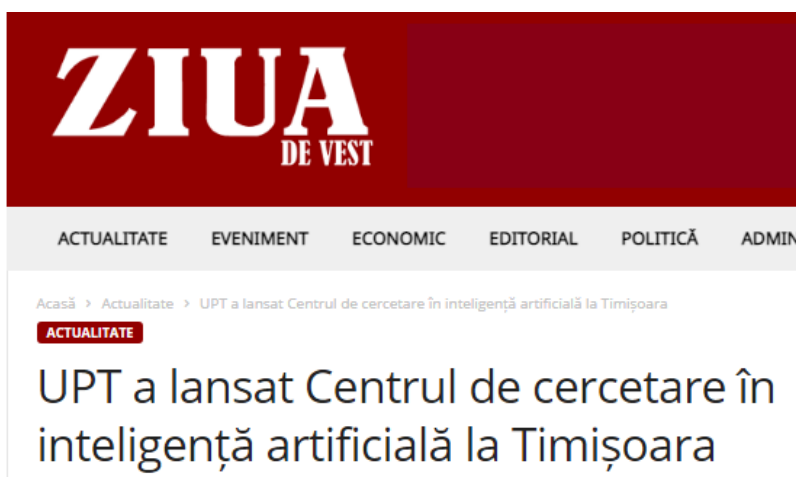 ZIUA
DE VEST
ACTUALITATE EVENIMENT ECONOMIC EDITORIAL POLITICĂ ADMIN
Acasă › Actualitate › UPT a lansat Centrul de cercetare în inteligență artificială la Timișoara
ACTUALITATE
UPT a lansat Centrul de cercetare în
inteligență artificială la Timișoara